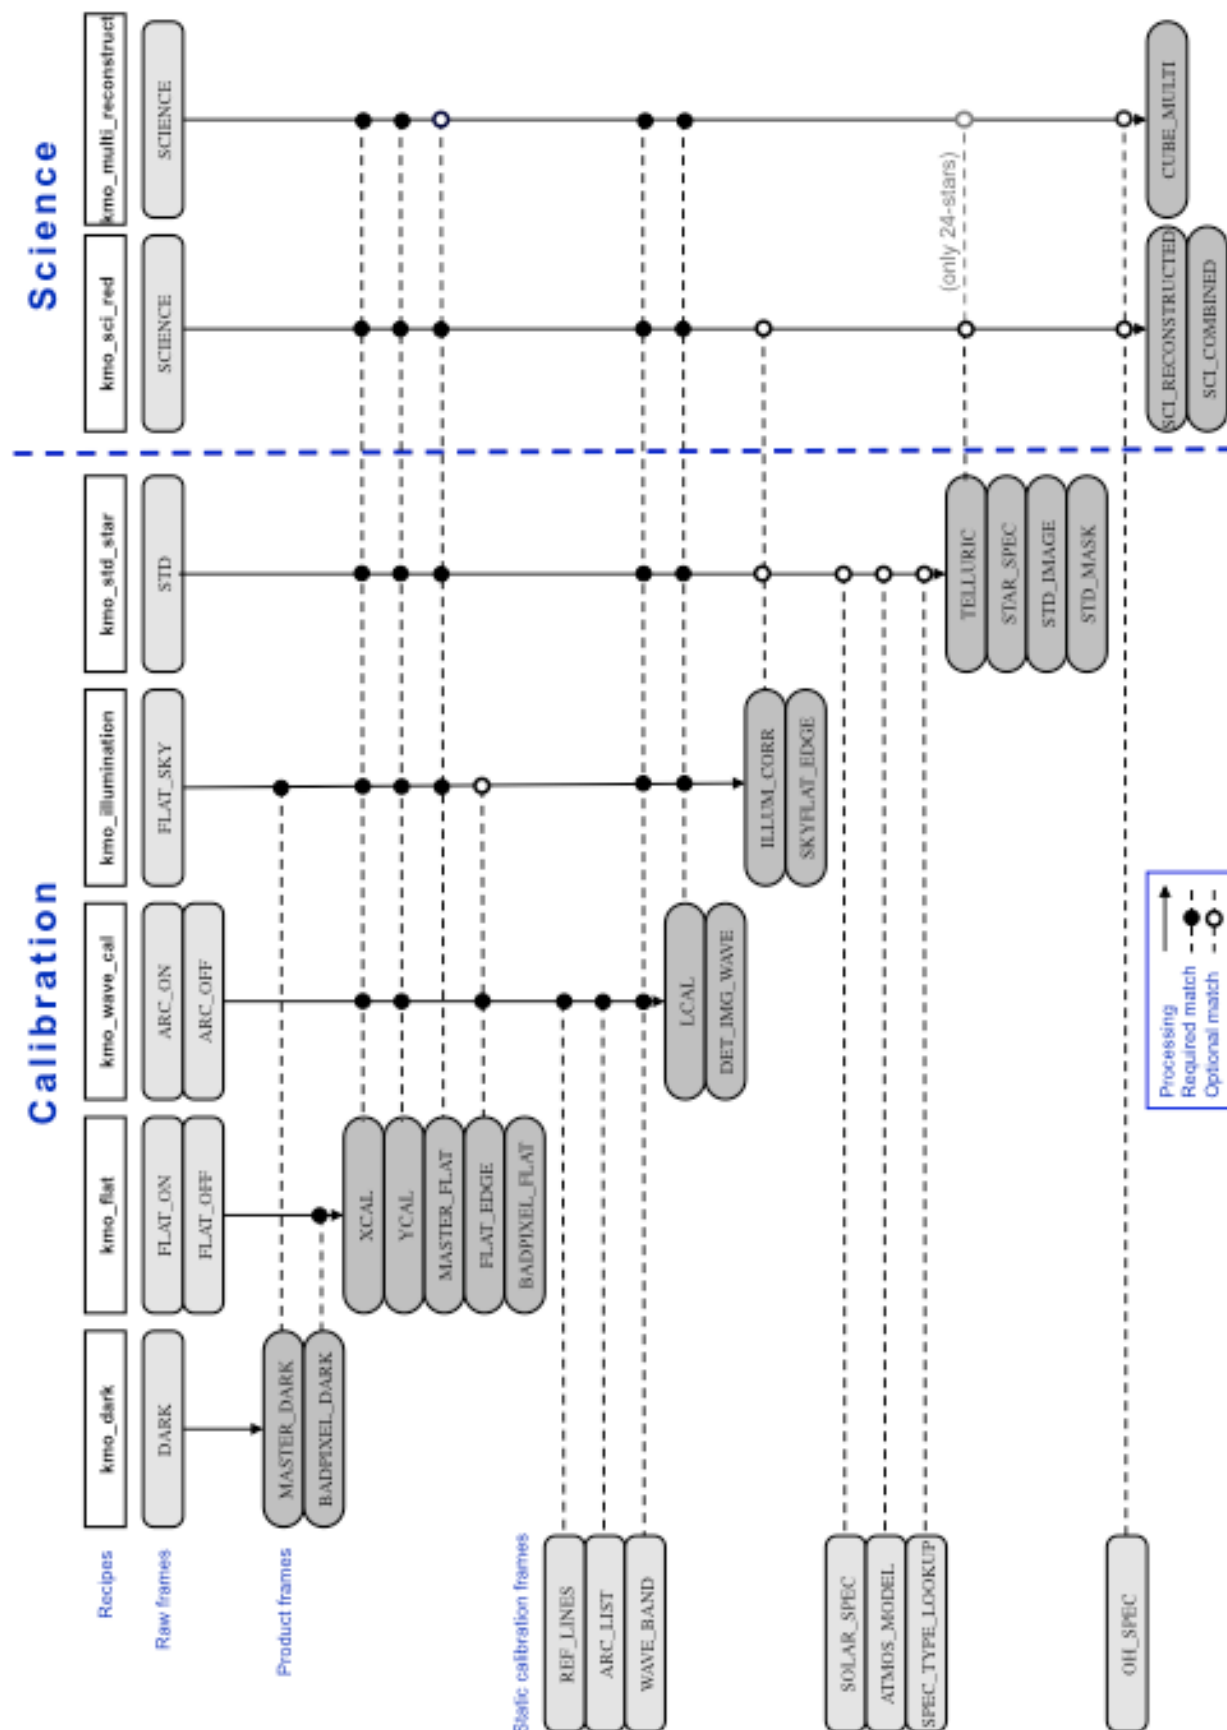 Calibration
Science
Recipes
kmo_dark
kmo_flat
kmo_wave_cal
kmo_illumination
kmo_std_star
kmo_sci_red
kmo_multi_reconstruct
Raw frames
DARK
FLAT_ON
ARC_ON
FLAT_SKY
STD
SCIENCE
SCIENCE
FLAT_OFF
ARC_OFF
Product frames
MASTER_DARK
BADPIXEL_DARK
XCAL
YCAL
MASTER_FLAT
FLAT_EDGE
BADPIXEL_FLAT
Static calibration frames
REF_LINES
ARC_LIST
WAVE_BAND
LCAL
DET_IMG_WAVE
ILLUM_CORR
SKYFLAT_EDGE
SOLAR_SPEC
ATMOS_MODEL
SPEC_TYPE_LOOKUP
(only 24-stars)
TELLURIC
STAR_SPEC
STD_IMAGE
STD_MASK
OH_SPEC
Processing
Required match
Optional match
SCI_RECONSTRUCTED
SCI_COMBINED
CUBE_MULTI